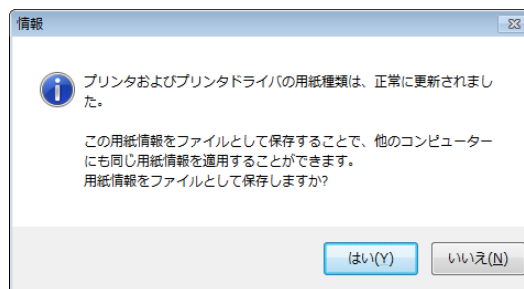 情報
プリンタおよびプリンタドライバの用紙種類は、正常に更新されまし
た。
この用紙情報をファイルとして保存することで、他のコンピューター
にも同じ用紙情報を適用することができます。
用紙情報をファイルとして保存しますか?
はい(Y)
いいえ(N)